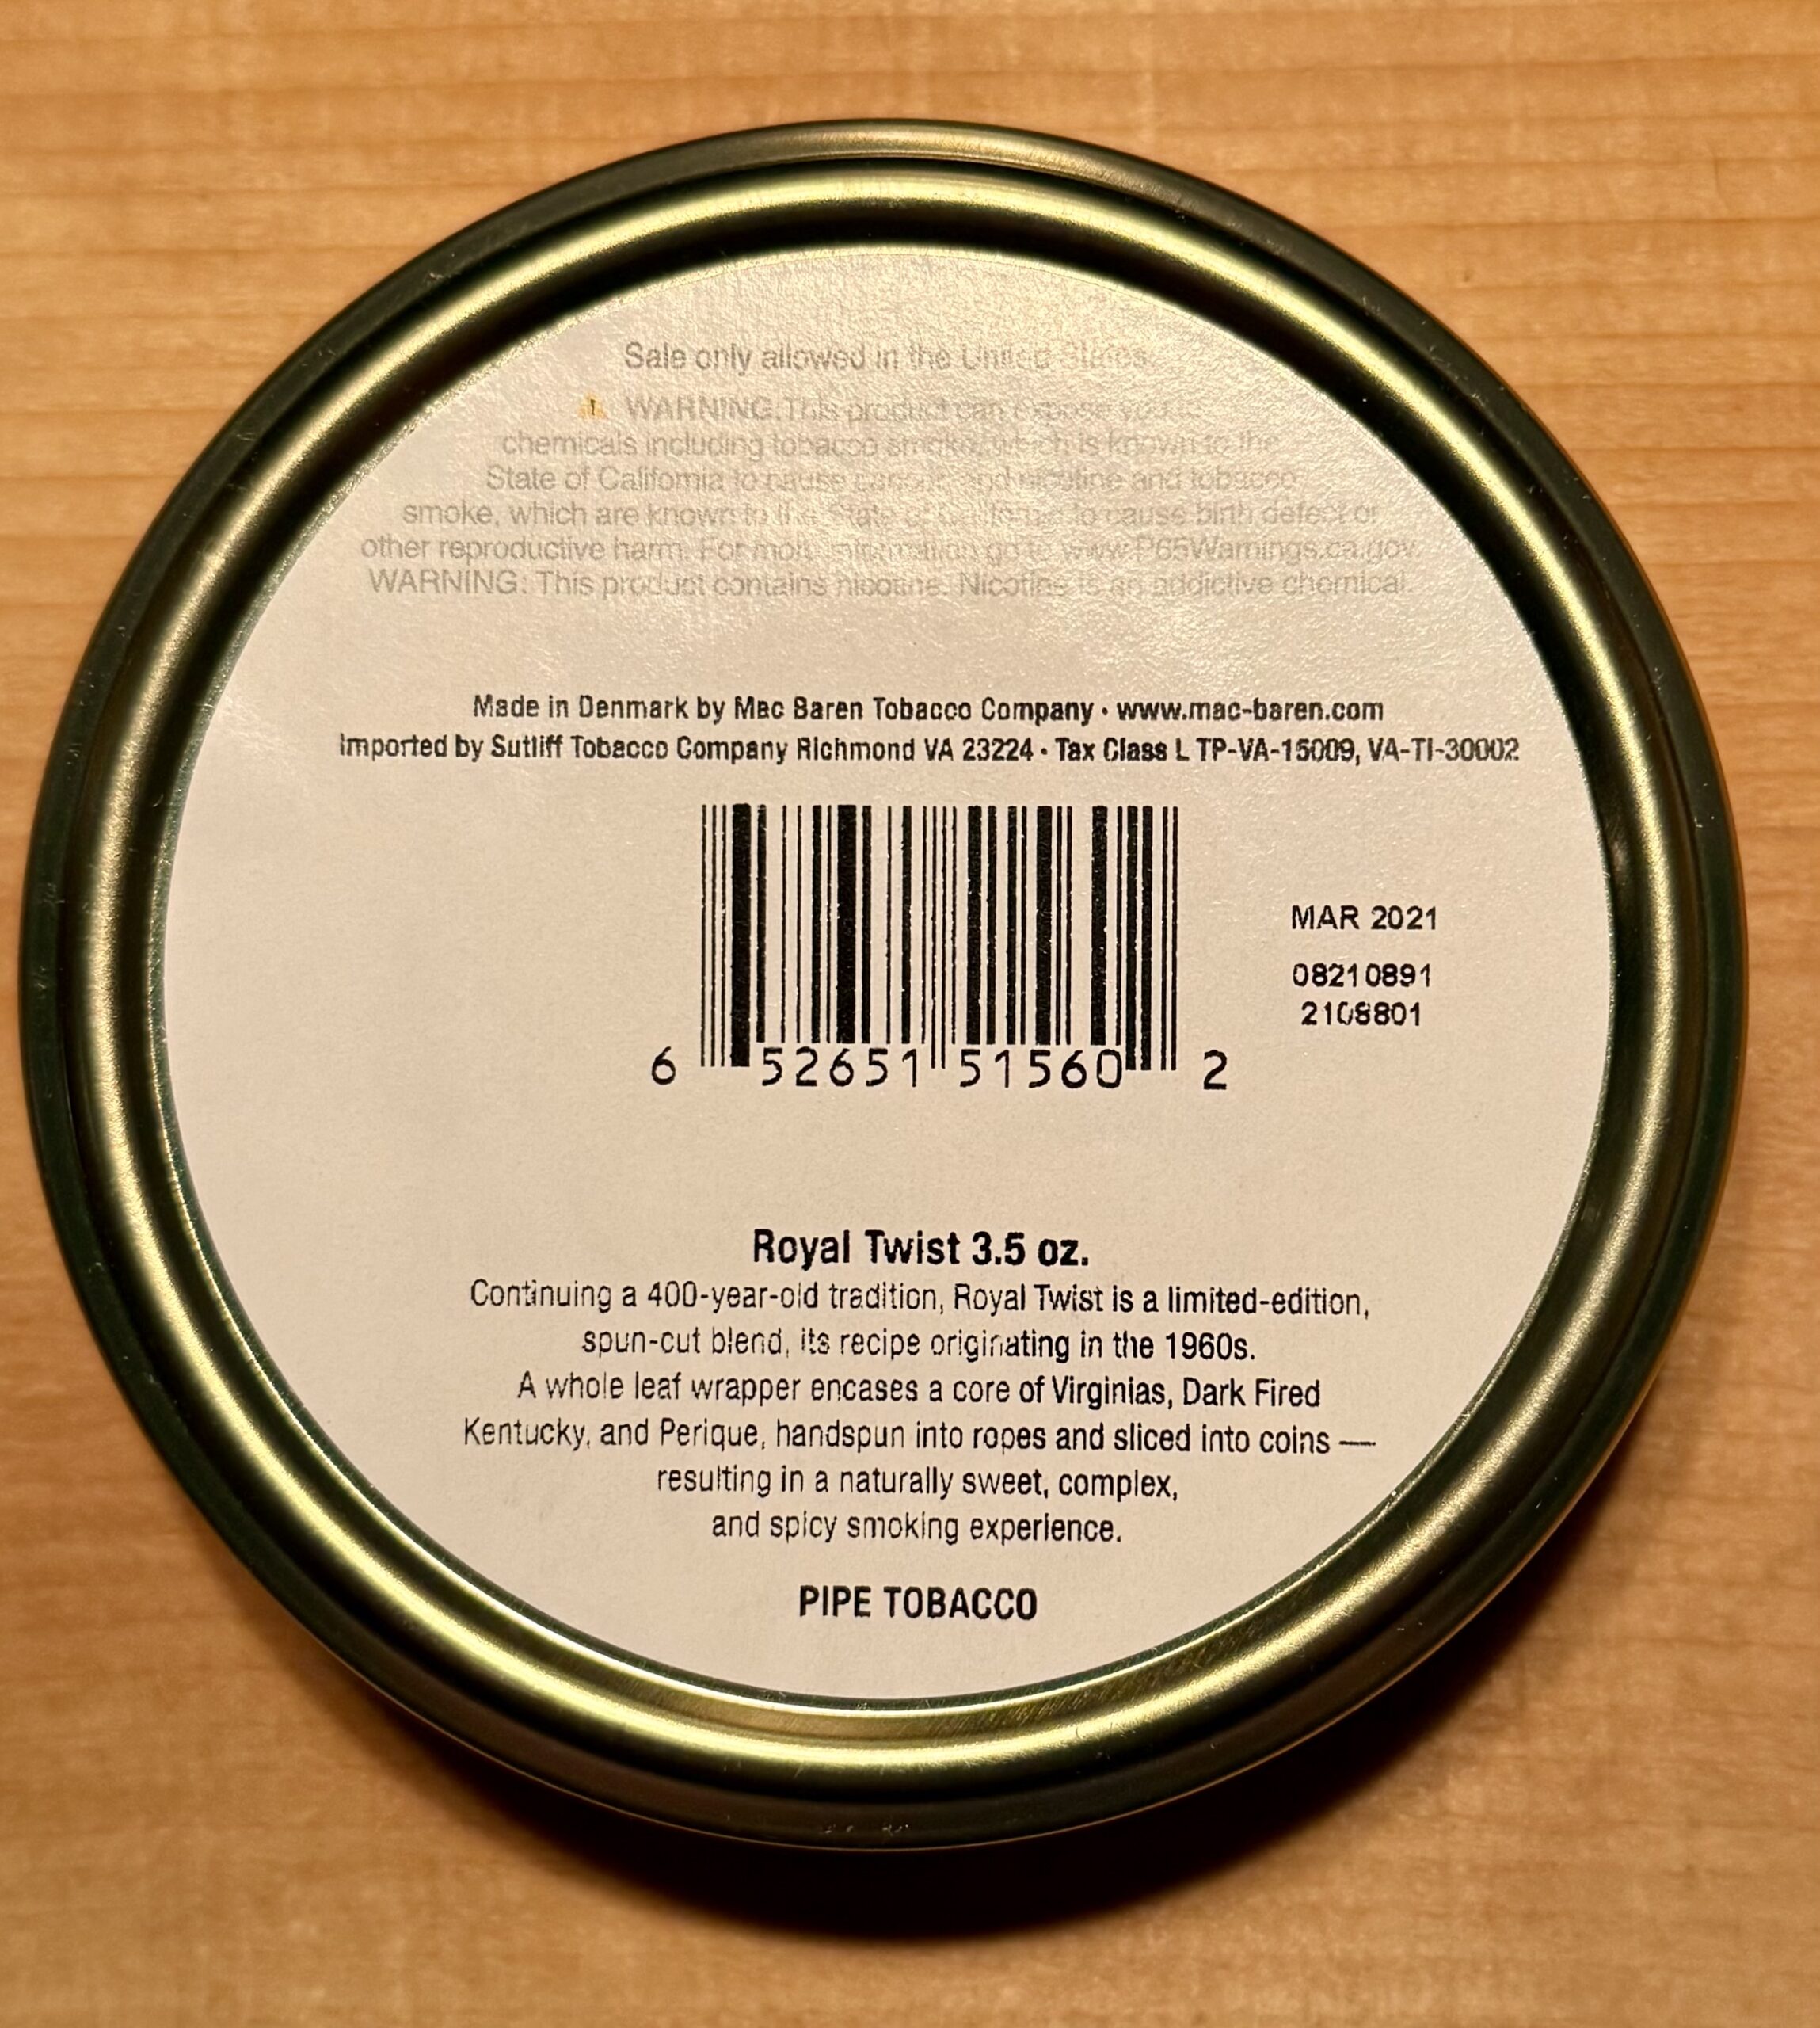 Sale only allowed in the United States.
WARNING: This product can expose you to
chemicals including tobacco smoke, which is known to the
State of California to cause cancer, and nicotine and tobacco
smoke, which are known to the State of California to cause birth defect or
other reproductive harm. For more information go to www.P65Warnings.ca.gov.
WARNING: This product contains nicotine. Nicotine is an addictive chemical.
Made in Denmark by Mac Baren Tobacco Company • www.mac-baren.com
Imported by Sutliff Tobacco Company Richmond VA 23224 • Tax Class L TP-VA-15009, VA-TI-30002
MAR 2021
08210891
2108801
6 52651 51560 2
Royal Twist 3.5 oz.
Continuing a 400-year-old tradition, Royal Twist is a limited-edition,
spun-cut blend, its recipe originating in the 1960s.
A whole leaf wrapper encases a core of Virginias, Dark Fired
Kentucky, and Perique, handspun into ropes and sliced into coins —
resulting in a naturally sweet, complex,
and spicy smoking experience.
PIPE TOBACCO